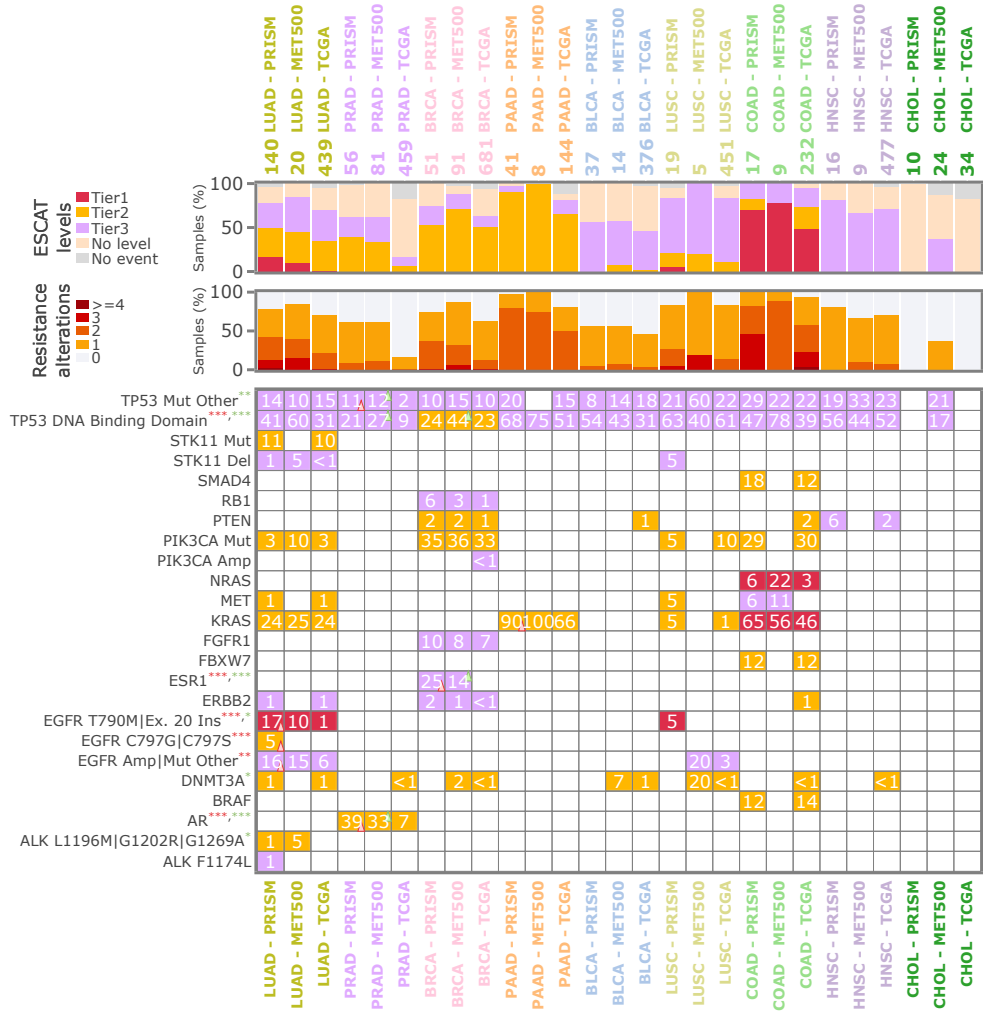 140 LUAD - PRISM
20 LUAD - MET500
439 LUAD - TCGA
56 PRAD - PRISM
81 PRAD - MET500
459 PRAD - TCGA
51 BRCA - PRISM
91 BRCA - MET500
681 BRCA - TCGA
41 PAAD - PRISM
8 PAAD - MET500
144 PAAD - TCGA
37 BLCA - PRISM
14 BLCA - MET500
376 BLCA - TCGA
19 LUSC - PRISM
5 LUSC - MET500
451 LUSC - TCGA
17 COAD - PRISM
9 COAD - MET500
232 COAD - TCGA
16 HNSC - PRISM
9 HNSC - MET500
477 HNSC - TCGA
10 CHOL - PRISM
24 CHOL - MET500
34 CHOL - TCGA
ESCAT
levels
Tier1
Tier2
Tier3
No level
No event
Samples (%)
100
50
0
Resistance
alterations
>=4
3
2
1
0
Samples (%)
100
50
0
TP53 Mut Other** 14 10 15 11 12 2 10 15 10 20 15 8 14 18 21 60 22 29 22 22 19 33 23 21
TP53 DNA Binding Domain***,*** 41 60 31 21 27 9 24 44 23 68 75 51 54 43 31 63 40 61 47 78 39 56 44 52 17
STK11 Mut 11 10
STK11 Del 1 5 <1 5
SMAD4 18 12
RB1 6 3 1
PTEN 2 2 1 1 2 6 2
PIK3CA Mut 3 10 3 35 36 33 5 10 29 30
PIK3CA Amp <1
NRAS 6 22 3
MET 1 1 5 6 11
KRAS 24 25 24 90 100 66 5 1 65 56 46
FGFR1 10 8 7
FBXW7 12 12
ESR1***,*** 25 14
ERBB2 1 1 2 1 <1 1
EGFR T790M|Ex. 20 Ins***,* 17 10 1 5
EGFR C797G|C797S*** 5
EGFR Amp|Mut Other** 16 15 6 20 3
DNMT3A* 1 1 <1 2 <1 7 1 20 <1 <1 <1
BRAF 12 14
AR***,*** 39 33 7
ALK L1196M|G1202R|G1269A* 1 5
ALK F1174L 1
LUAD - PRISM
LUAD - MET500
LUAD - TCGA
PRAD - PRISM
PRAD - MET500
PRAD - TCGA
BRCA - PRISM
BRCA - MET500
BRCA - TCGA
PAAD - PRISM
PAAD - MET500
PAAD - TCGA
BLCA - PRISM
BLCA - MET500
BLCA - TCGA
LUSC - PRISM
LUSC - MET500
LUSC - TCGA
COAD - PRISM
COAD - MET500
COAD - TCGA
HNSC - PRISM
HNSC - MET500
HNSC - TCGA
CHOL - PRISM
CHOL - MET500
CHOL - TCGA